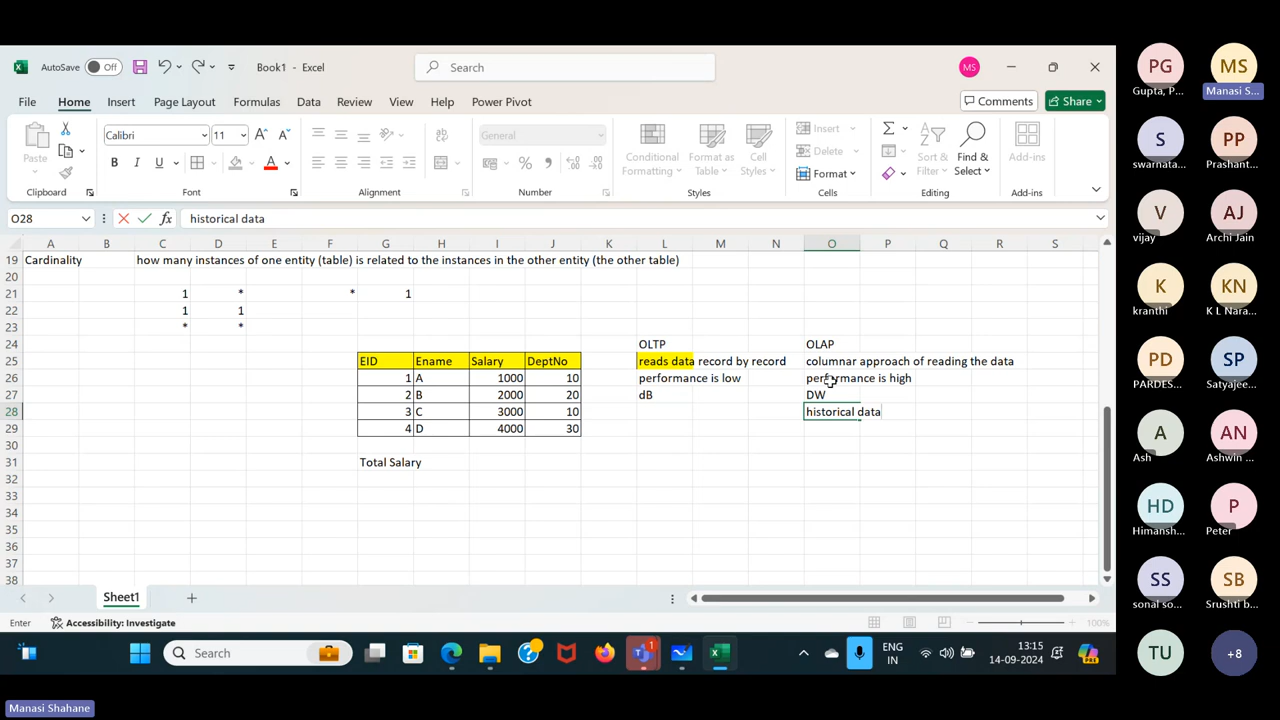 AutoSave Off Book1 - Excel Search MS
File Home Insert Page Layout Formulas Data Review View Help Power Pivot Comments Share
Calibri 11 General Insert
Paste Conditional Formatting Format as Table Cell Styles Delete Sort & Filter Find & Select Add-ins
B I U A % Format
Clipboard Font Alignment Number Styles Cells Editing Add-ins
O28 fx historical data
A B C D E F G H I J K L M N O P Q R S
19 Cardinality how many instances of one entity (table) is related to the instances in the other entity (the other table)
20
21 1 * * 1
22 1 1
23 * *
24 OLTP OLAP
25 EID Ename Salary DeptNo reads data record by record columnar approach of reading the data
26 1 A 1000 10 performance is low performance is high
27 2 B 2000 20 dB DW
28 3 C 3000 10 historical data
29 4 D 4000 30
30
31 Total Salary
32
33
34
35
36
37
38
Sheet1
Enter Accessibility: Investigate 100%
Search ENG IN 13:15 14-09-2024
Manasi Shahane
PG Gupta, P...
MS Manasi S...
S swarnata...
PP Prashant...
V vijay
AJ Archi Jain
K kranthi
KN K L Nara...
PD PARDES...
SP Satyajee...
A Ash
AN Ashwin ...
HD Himansh...
P Peter
SS sonal so...
SB Srushti b...
TU
+8